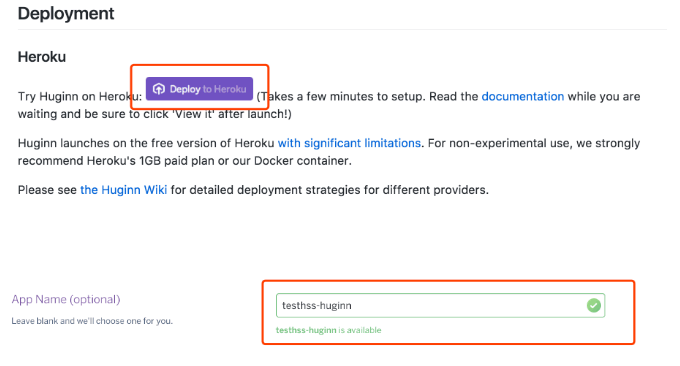 Deployment
Heroku
Try Huginn on Heroku: Deploy to Heroku (Takes a few minutes to setup. Read the documentation while you are
waiting and be sure to click 'View it' after launch!)
Huginn launches on the free version of Heroku with significant limitations. For non-experimental use, we strongly
recommend Heroku's 1GB paid plan or our Docker container.
Please see the Huginn Wiki for detailed deployment strategies for different providers.
App Name (optional)
testhss-huginn
Leave blank and we'll choose one for you.
testhss-huginn is available